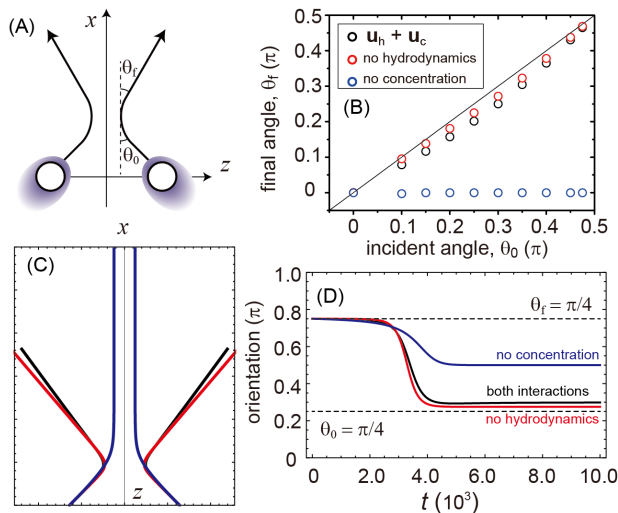 (A)
x
θf
θ0
z
0.5
0.4
0.3
0.2
0.1
0
final angle, θf (π)
uh + uc
no hydrodynamics
no concentration
(B)
0 0.1 0.2 0.3 0.4 0.5
incident angle, θ0 (π)
x
(C)
z
1.0
0.8
0.6
0.4
0.2
0
orientation (π)
(D)
θf = π/4
no concentration
both interactions
no hydrodynamics
θ0 = π/4
0 2.0 4.0 6.0 8.0 10.0
t (10³)